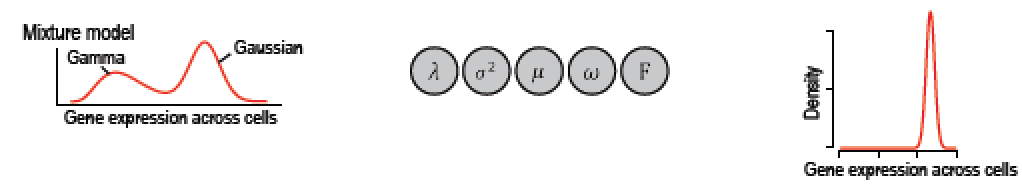 Mixture model
Gamma
Gaussian
Gene expression across cells
λ σ² μ ω F
Density
Gene expression across cells